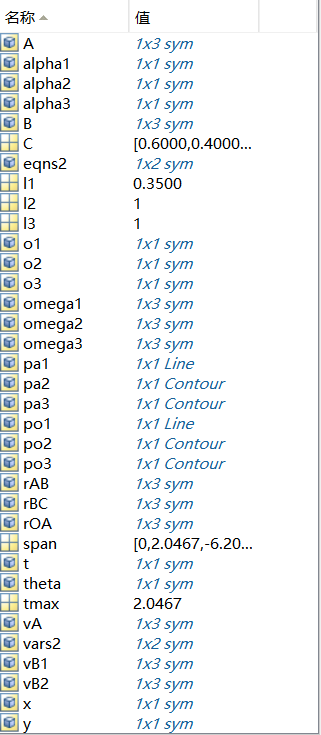 名称 值
A 1x3 sym
alpha1 1x1 sym
alpha2 1x1 sym
alpha3 1x1 sym
B 1x3 sym
C [0.6000,0.4000...
eqns2 1x2 sym
l1 0.3500
l2 1
l3 1
o1 1x1 sym
o2 1x1 sym
o3 1x1 sym
omega1 1x3 sym
omega2 1x3 sym
omega3 1x3 sym
pa1 1x1 Line
pa2 1x1 Contour
pa3 1x1 Contour
po1 1x1 Line
po2 1x1 Contour
po3 1x1 Contour
rAB 1x3 sym
rBC 1x3 sym
rOA 1x3 sym
span [0,2.0467,-6.20...
t 1x1 sym
theta 1x1 sym
tmax 2.0467
vA 1x3 sym
vars2 1x2 sym
vB1 1x3 sym
vB2 1x3 sym
x 1x1 sym
y 1x1 sym